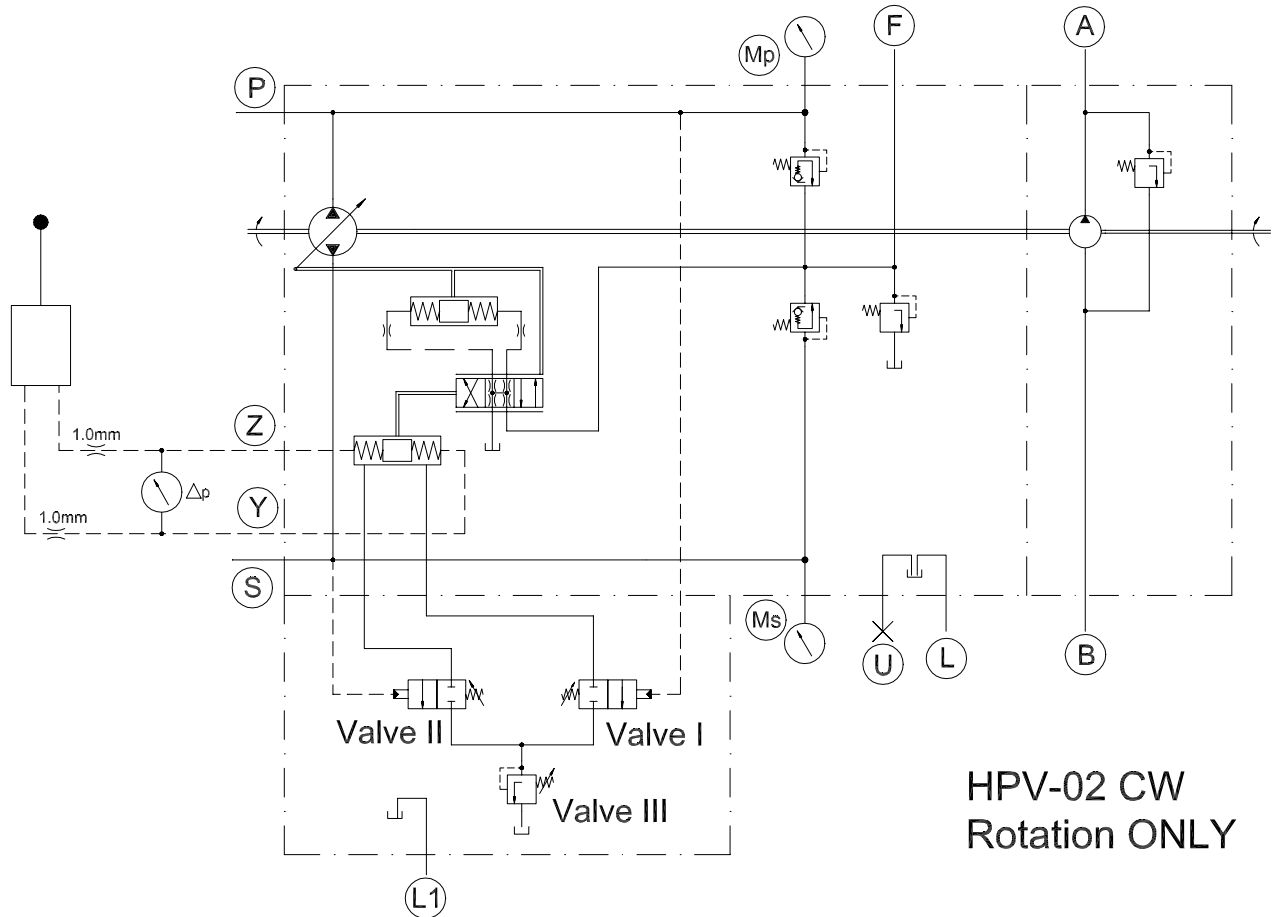 Mp
F
A
P
1.0mm
Z
Δp
1.0mm
Y
S
Ms
U
L
B
Valve II
Valve I
Valve III
HPV-02 CW
Rotation ONLY
L1